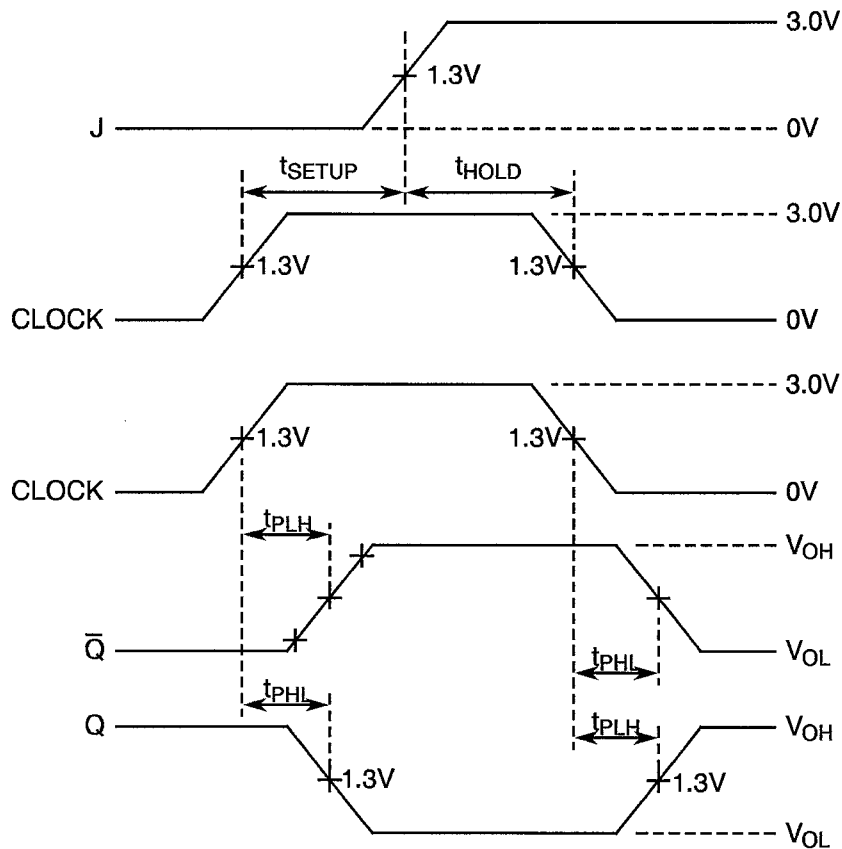 3.0V
1.3V
J
0V
tSETUP
tHOLD
3.0V
1.3V
1.3V
CLOCK
0V
3.0V
1.3V
1.3V
CLOCK
0V
tPLH
VOH
Q̅
VOL
tPHL
tPHL
Q
tPLH
VOH
1.3V
1.3V
VOL